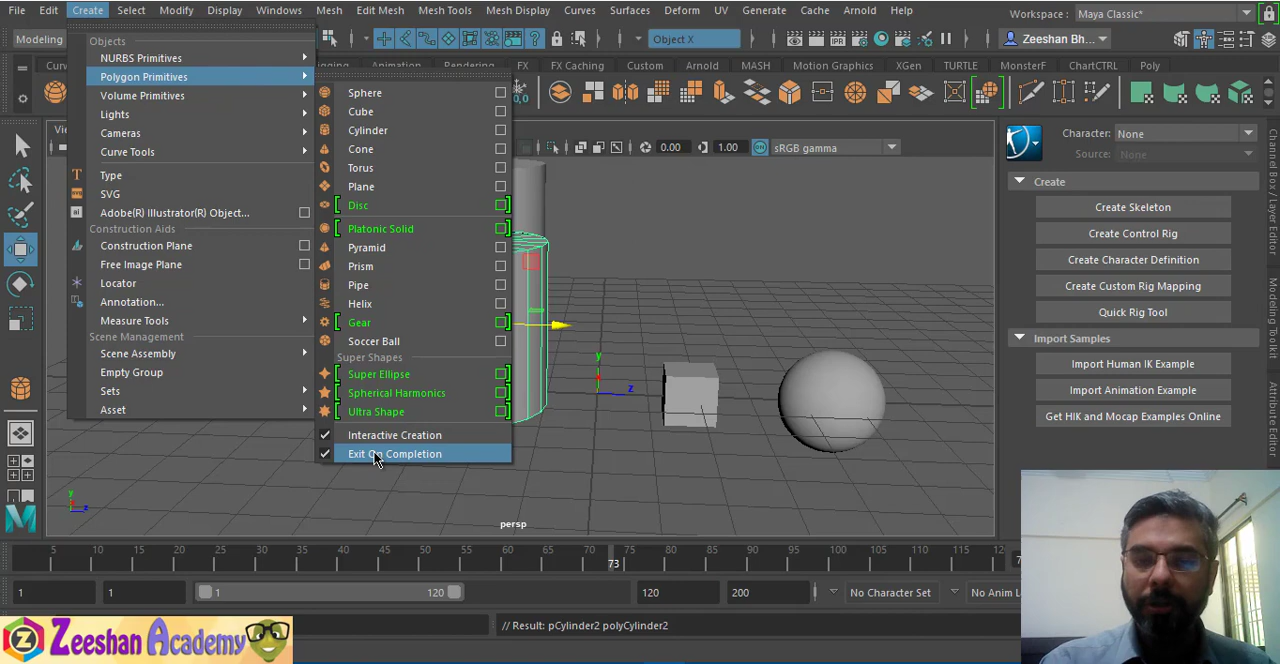 File Edit Create Select Modify Display Windows Mesh Edit Mesh Mesh Tools Mesh Display Curves Surfaces Deform UV Generate Cache Arnold Help
Workspace: Maya Classic*
Modeling
Object X
Zeeshan Bh...
Rendering FX FX Caching Custom Arnold MASH Motion Graphics XGen TURTLE MonsterF ChartCTRL Poly
Objects
NURBS Primitives
Polygon Primitives
Volume Primitives
Lights
Cameras
Curve Tools
Type
SVG
Adobe(R) Illustrator(R) Object...
Construction Aids
Construction Plane
Free Image Plane
Locator
Annotation...
Measure Tools
Scene Management
Scene Assembly
Empty Group
Sets
Asset
Sphere
Cube
Cylinder
Cone
Torus
Plane
Disc
Platonic Solid
Pyramid
Prism
Pipe
Helix
Gear
Soccer Ball
Super Shapes
Super Ellipse
Spherical Harmonics
Ultra Shape
Interactive Creation
Exit On Completion
0.00 1.00 sRGB gamma
y
z
y
z
persp
Character: None
Source: None
Create
Create Skeleton
Create Control Rig
Create Character Definition
Create Custom Rig Mapping
Quick Rig Tool
Import Samples
Import Human IK Example
Import Animation Example
Get HIK and Mocap Examples Online
Channel Box / Layer Editor
5 10 15 20 25 30 35 40 45 50 55 60 65 70 73 75 80 85 90 95 100 105 110 115 12
1 1 1 120 120 200 No Character Set No Anim L
// Result: pCylinder2 polyCylinder2
Zeeshan Academy